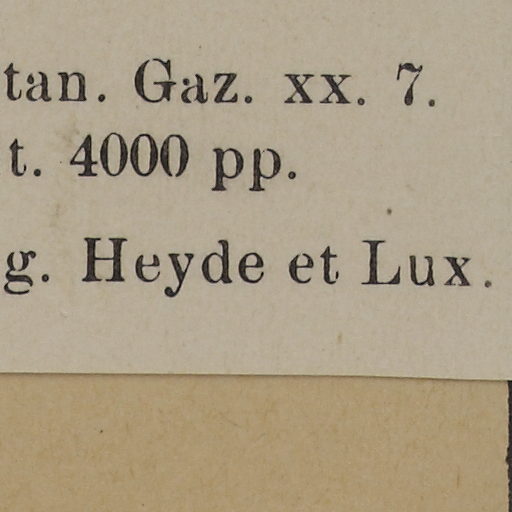 tan. Gaz. xx. 7.
t. 4000 pp.
g. Heyde et Lux.